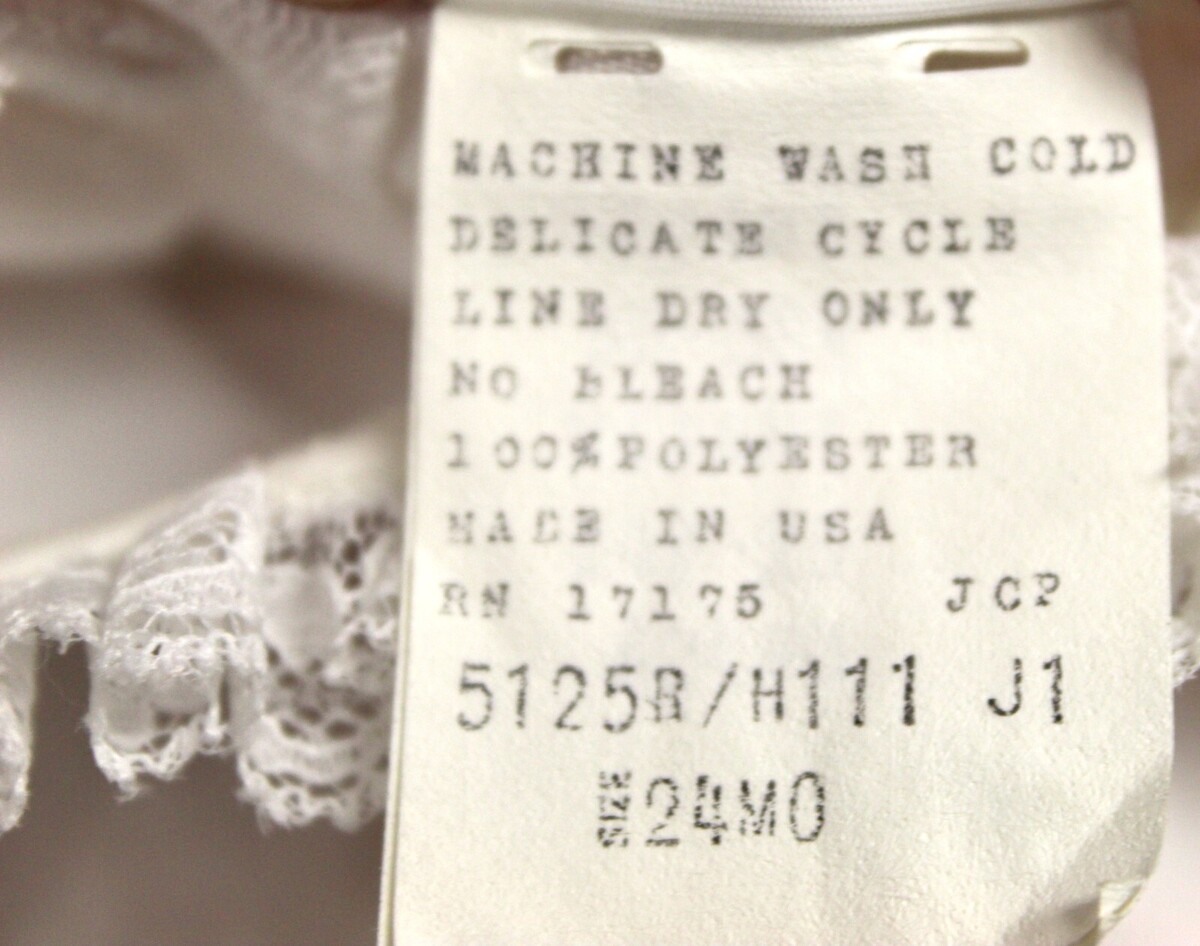 MACHINE WASH COLD
DELICATE CYCLE
LINE DRY ONLY
NO BLEACH
100%POLYESTER
MADE IN USA
RN 17175 JCP
5125R/H111 J1
SIZE 24MO